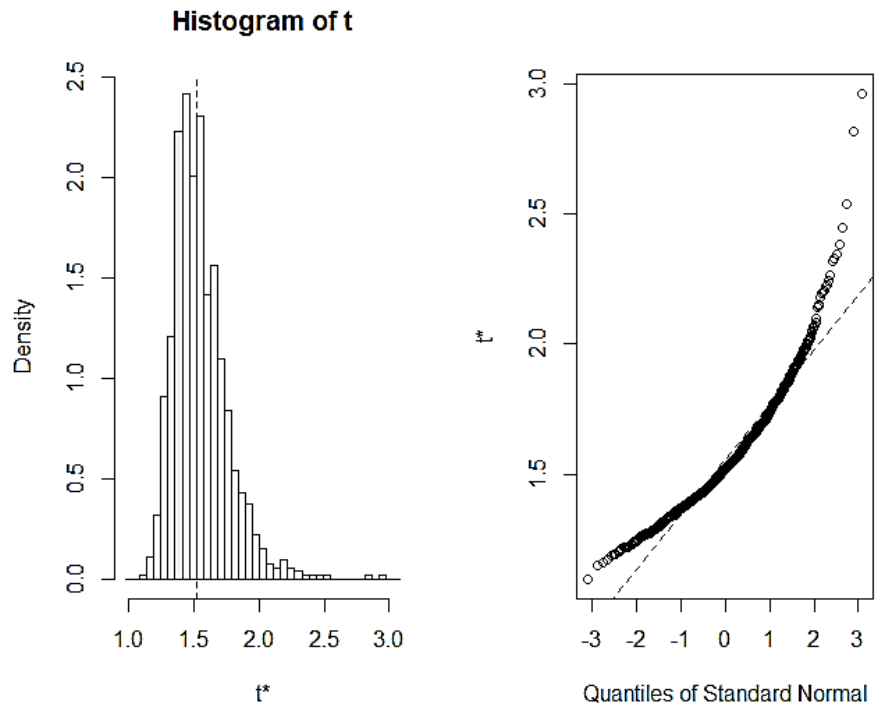 Histogram of t
Density
0.0 0.5 1.0 1.5 2.0 2.5
1.0 1.5 2.0 2.5 3.0
t*
t*
1.5 2.0 2.5 3.0
-3 -2 -1 0 1 2 3
Quantiles of Standard Normal